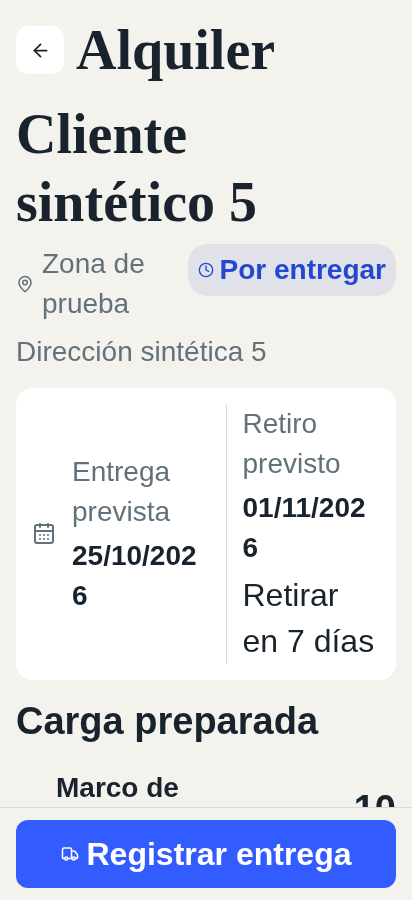 Alquiler
Cliente
sintético 5
Zona de
prueba
Por entregar
Dirección sintética 5
Entrega
prevista
25/10/202
6
Retiro
previsto
01/11/202
6
Retirar
en 7 días
Carga preparada
Marco de
10
Registrar entrega